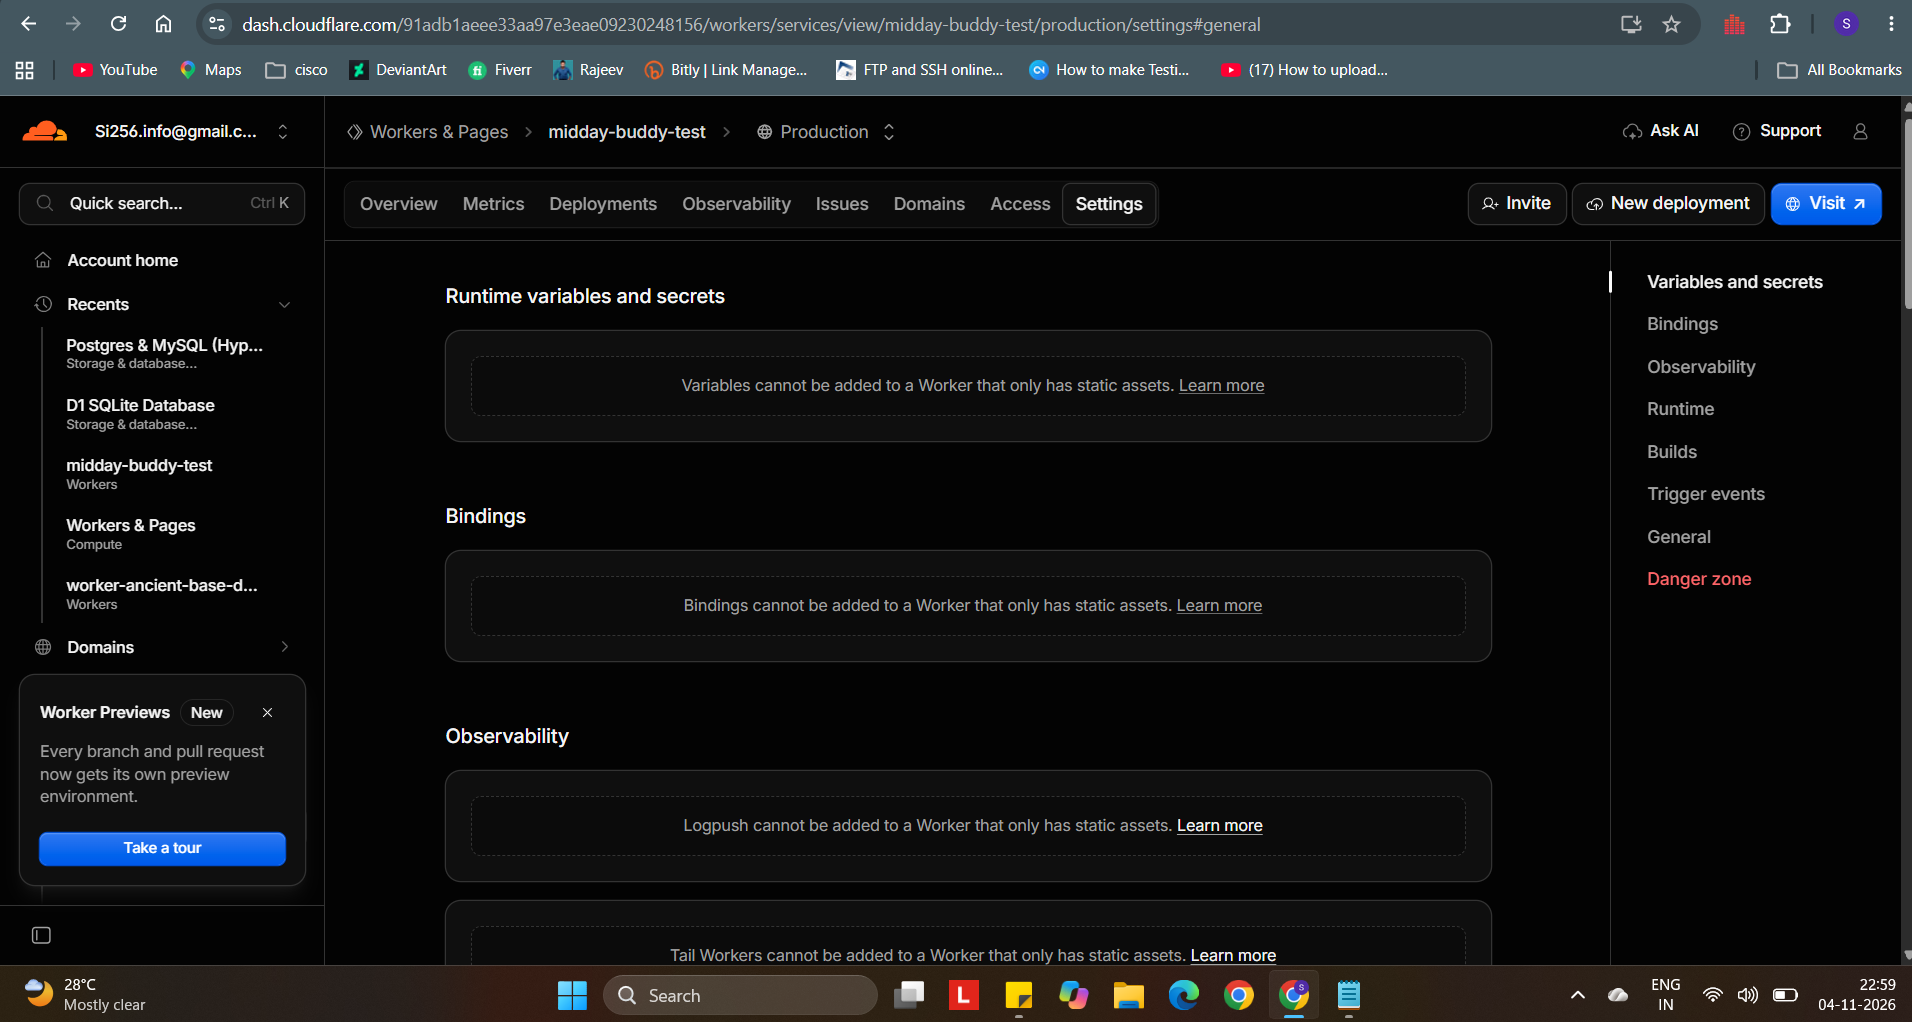 dash.cloudflare.com/91adb1aeee33aa97e3eae09230248156/workers/services/view/midday-buddy-test/production/settings#general
S
YouTube
Maps
cisco
DeviantArt
Fiverr
Rajeev
Bitly | Link Manage...
FTP and SSH online...
How to make Testi...
(17) How to upload...
All Bookmarks
Si256.info@gmail.c...
Workers & Pages
midday-buddy-test
Production
Ask AI
Support
Quick search...
Ctrl K
Overview
Metrics
Deployments
Observability
Issues
Domains
Access
Settings
Invite
New deployment
Visit
Account home
Recents
Postgres & MySQL (Hyp...
Storage & database...
D1 SQLite Database
Storage & database...
midday-buddy-test
Workers
Workers & Pages
Compute
worker-ancient-base-d...
Workers
Domains
Worker Previews
New
Every branch and pull request
now gets its own preview
environment.
Take a tour
Runtime variables and secrets
Variables cannot be added to a Worker that only has static assets. Learn more
Bindings
Bindings cannot be added to a Worker that only has static assets. Learn more
Observability
Logpush cannot be added to a Worker that only has static assets. Learn more
Tail Workers cannot be added to a Worker that only has static assets. Learn more
Variables and secrets
Bindings
Observability
Runtime
Builds
Trigger events
General
Danger zone
28°C
Mostly clear
Search
L
S
ENG
IN
22:59
04-11-2026